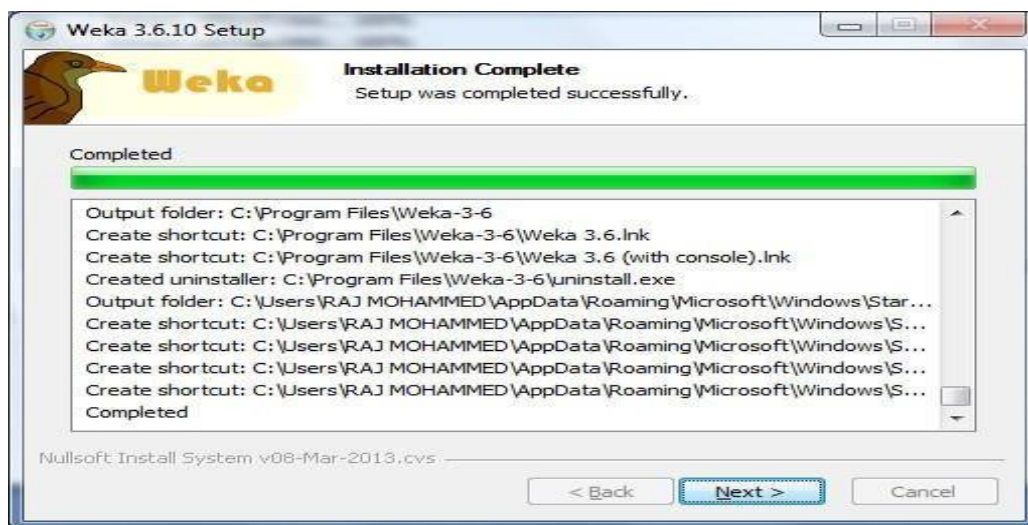 Weka 3.6.10 Setup
Weka
Installation Complete
Setup was completed successfully.
Completed
Output folder: C:\Program Files\Weka-3-6
Create shortcut: C:\Program Files\Weka-3-6\Weka 3.6.lnk
Create shortcut: C:\Program Files\Weka-3-6\Weka 3.6 (with console).lnk
Created uninstaller: C:\Program Files\Weka-3-6\uninstall.exe
Output folder: C:\Users\RAJ MOHAMMED\AppData\Roaming\Microsoft\Windows\Star...
Create shortcut: C:\Users\RAJ MOHAMMED\AppData\Roaming\Microsoft\Windows\S...
Create shortcut: C:\Users\RAJ MOHAMMED\AppData\Roaming\Microsoft\Windows\S...
Create shortcut: C:\Users\RAJ MOHAMMED\AppData\Roaming\Microsoft\Windows\S...
Create shortcut: C:\Users\RAJ MOHAMMED\AppData\Roaming\Microsoft\Windows\S...
Completed
Nullsoft Install System v08-Mar-2013.cvs
< Back Next > Cancel